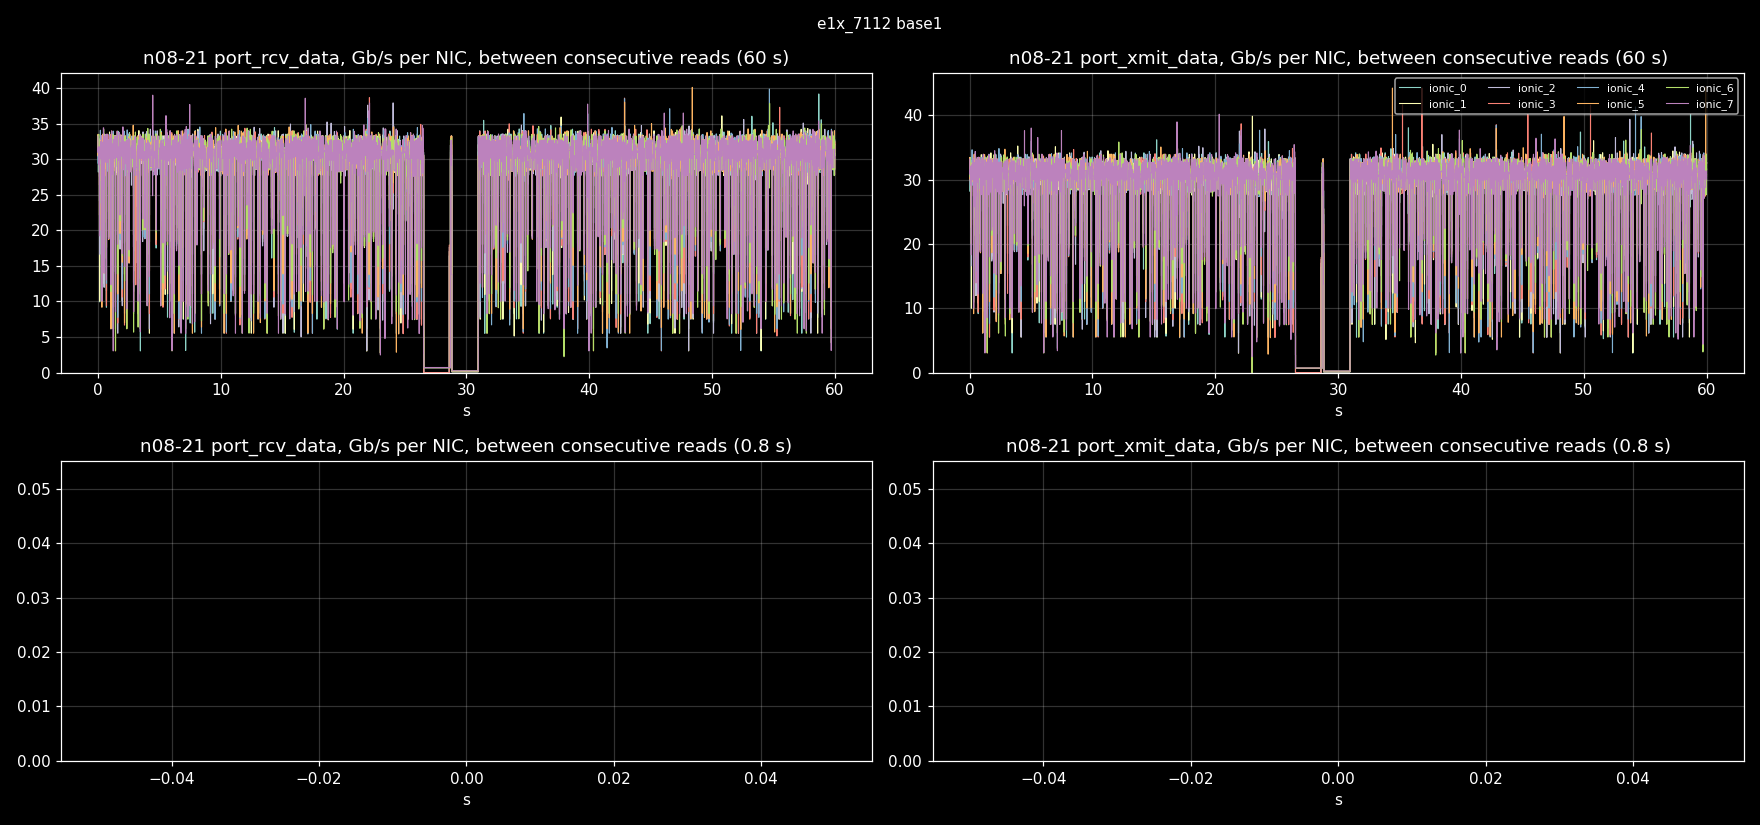 e1x_7112 base1
n08-21 port_rcv_data, Gb/s per NIC, between consecutive reads (60 s)
40
35
30
25
20
15
10
5
0
0 10 20 30 40 50 60
s
n08-21 port_xmit_data, Gb/s per NIC, between consecutive reads (60 s)
ionic_0 ionic_2 ionic_4 ionic_6
ionic_1 ionic_3 ionic_5 ionic_7
40
30
20
10
0
0 10 20 30 40 50 60
s
n08-21 port_rcv_data, Gb/s per NIC, between consecutive reads (0.8 s)
0.05
0.04
0.03
0.02
0.01
0.00
−0.04 −0.02 0.00 0.02 0.04
s
n08-21 port_xmit_data, Gb/s per NIC, between consecutive reads (0.8 s)
0.05
0.04
0.03
0.02
0.01
0.00
−0.04 −0.02 0.00 0.02 0.04
s